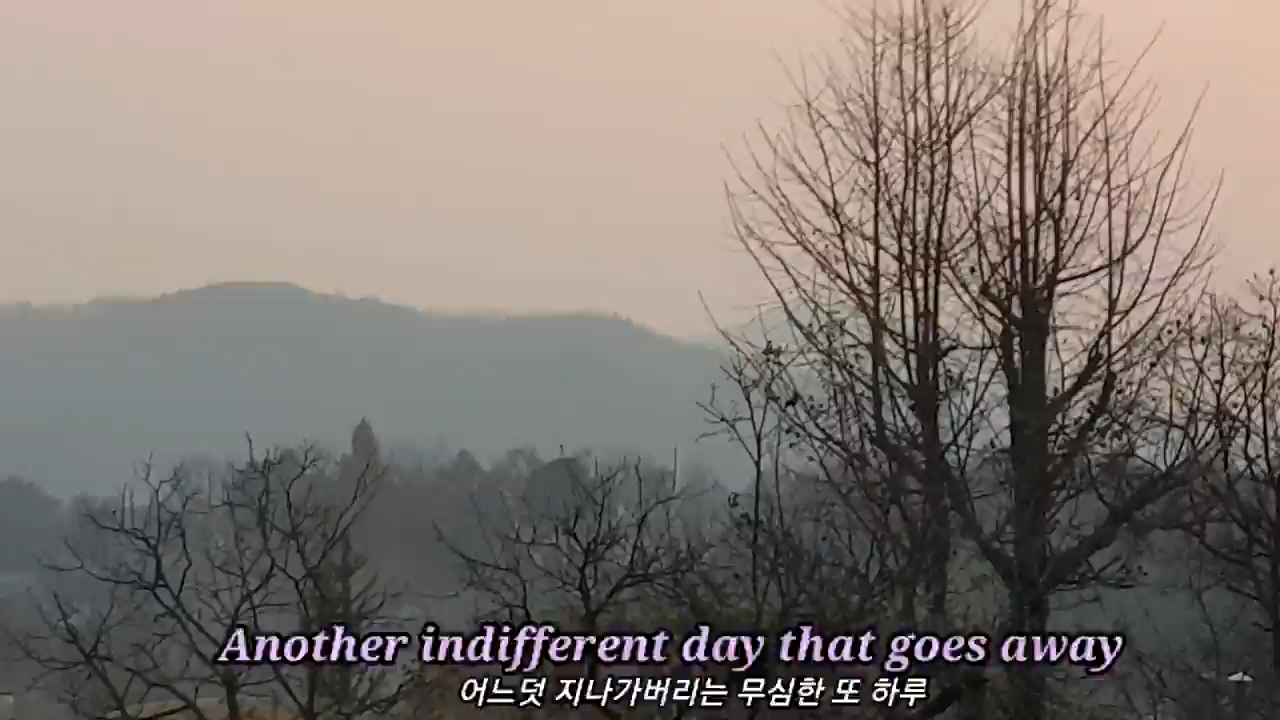 Another indifferent day that goes away
어느덧 지나가버리는 무심한 또 하루